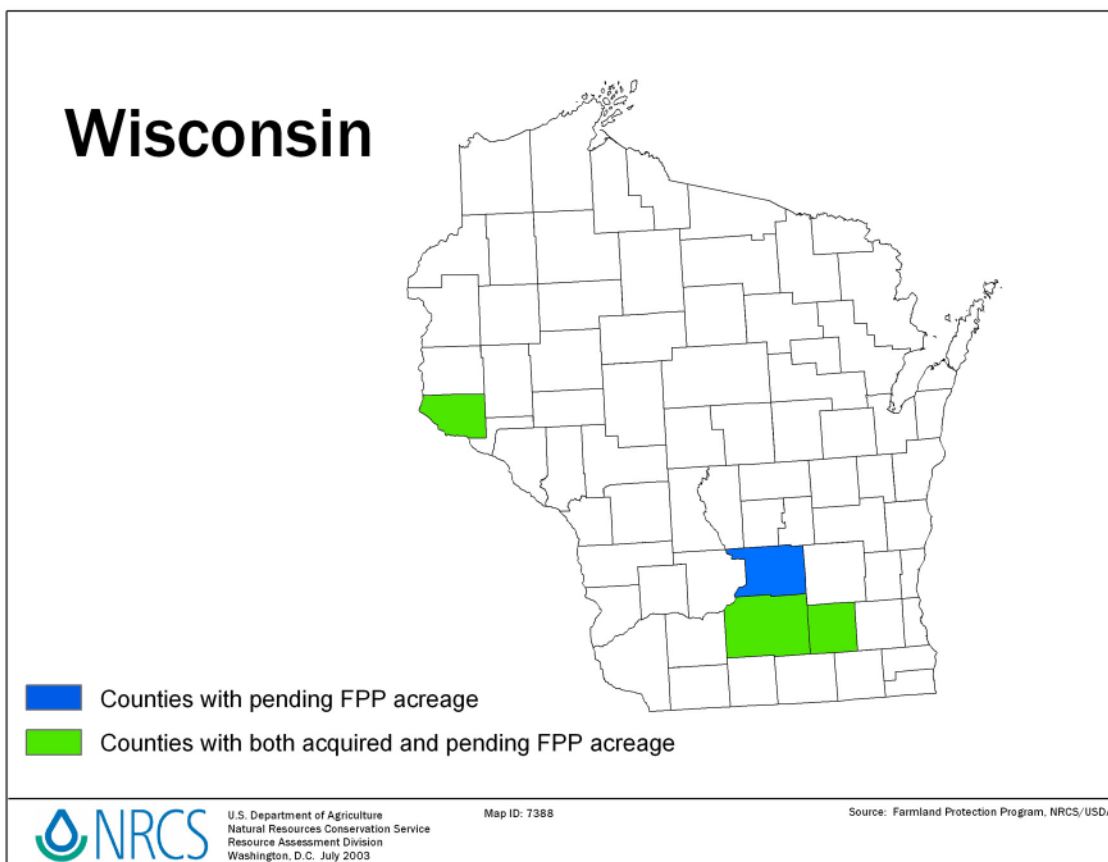 Wisconsin
Counties with pending FPP acreage
Counties with both acquired and pending FPP acreage
NRCS
U.S. Department of Agriculture
Natural Resources Conservation Service
Resource Assessment Division
Washington, D.C. July 2003
Map ID: 7388
Source: Farmland Protection Program, NRCS/USDA